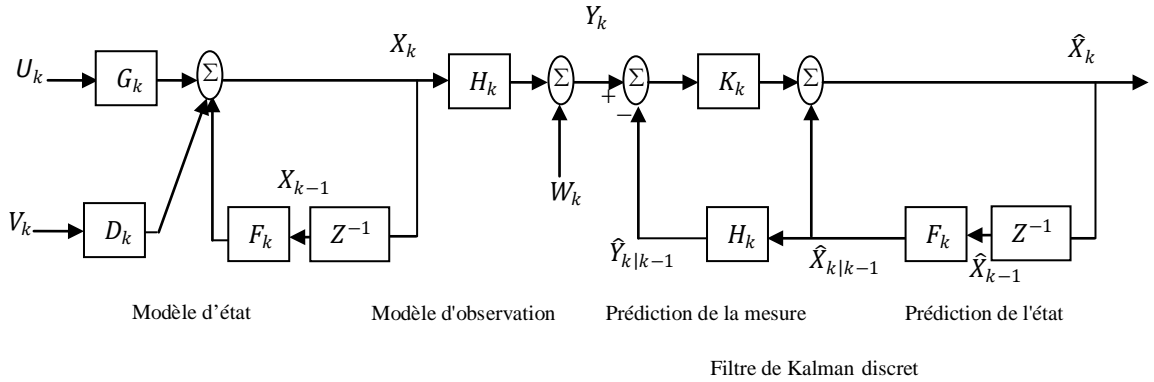 Y_k
X_k
X̂_k
U_k
G_k
Σ
H_k
Σ
Σ
K_k
Σ
+
−
X_{k−1}
W_k
V_k
D_k
F_k
Z^{−1}
H_k
F_k
Z^{−1}
Ŷ_{k|k−1}
X̂_{k|k−1}
X̂_{k−1}
Modèle d’état
Modèle d'observation
Prédiction de la mesure
Prédiction de l'état
Filtre de Kalman discret